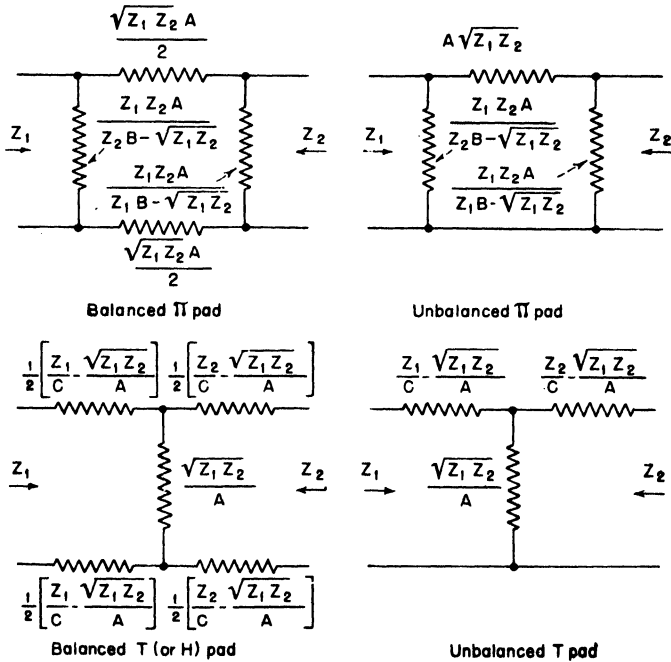 √Z₁ Z₂ A / 2
A √Z₁ Z₂
Z₁
Z₁ Z₂ A / Z₂ B − √Z₁ Z₂
Z₂
Z₁ Z₂ A / Z₁ B − √Z₁ Z₂
√Z₁ Z₂ A / 2
Z₁
Z₁ Z₂ A / Z₂ B − √Z₁ Z₂
Z₂
Z₁ Z₂ A / Z₁ B − √Z₁ Z₂
Balanced π pad
Unbalanced π pad
½ [Z₁/C − √Z₁ Z₂/A] ½ [Z₂/C − √Z₁ Z₂/A]
Z₁/C − √Z₁ Z₂/A Z₂/C − √Z₁ Z₂/A
Z₁
√Z₁ Z₂ / A
Z₂
Z₁
√Z₁ Z₂ / A
Z₂
½ [Z₁/C − √Z₁ Z₂/A] ½ [Z₂/C − √Z₁ Z₂/A]
Balanced T (or H) pad
Unbalanced T pad